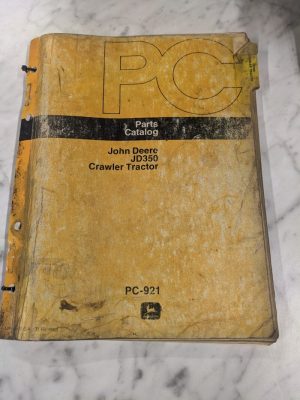 PC
Parts
Catalog
John Deere
JD350
Crawler Tractor
PC-921